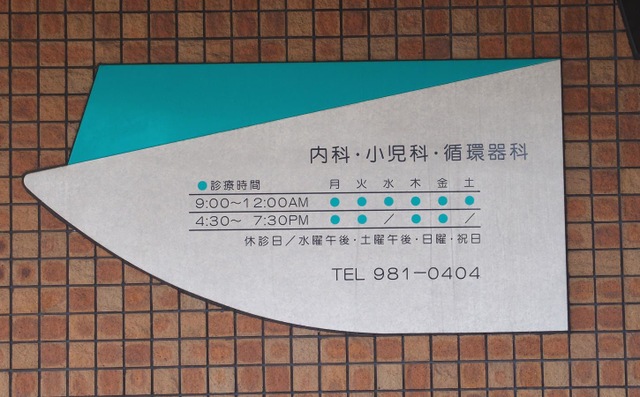 内科・小児科・循環器科
●診療時間 月 火 水 木 金 土
9:00～12:00AM ● ● ● ● ● ●
4:30～ 7:30PM ● ● / ● ● /
休診日/水曜午後・土曜午後・日曜・祝日
TEL 981-0404